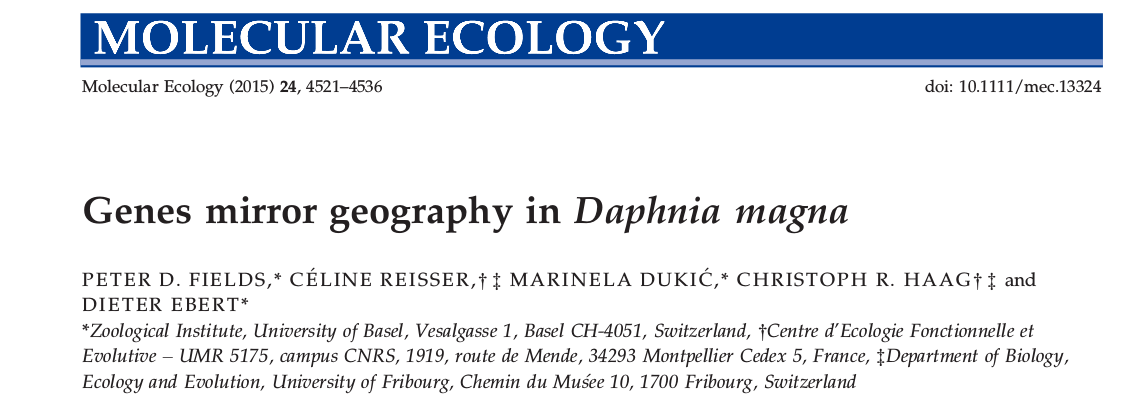 MOLECULAR ECOLOGY
Molecular Ecology (2015) 24, 4521–4536
doi: 10.1111/mec.13324
Genes mirror geography in Daphnia magna
PETER D. FIELDS,* CÉLINE REISSER,†‡ MARINELA DUKIĆ,* CHRISTOPH R. HAAG†‡ and
DIETER EBERT*
*Zoological Institute, University of Basel, Vesalgasse 1, Basel CH-4051, Switzerland, †Centre d'Ecologie Fonctionnelle et
Evolutive – UMR 5175, campus CNRS, 1919, route de Mende, 34293 Montpellier Cedex 5, France, ‡Department of Biology,
Ecology and Evolution, University of Fribourg, Chemin du Muśee 10, 1700 Fribourg, Switzerland